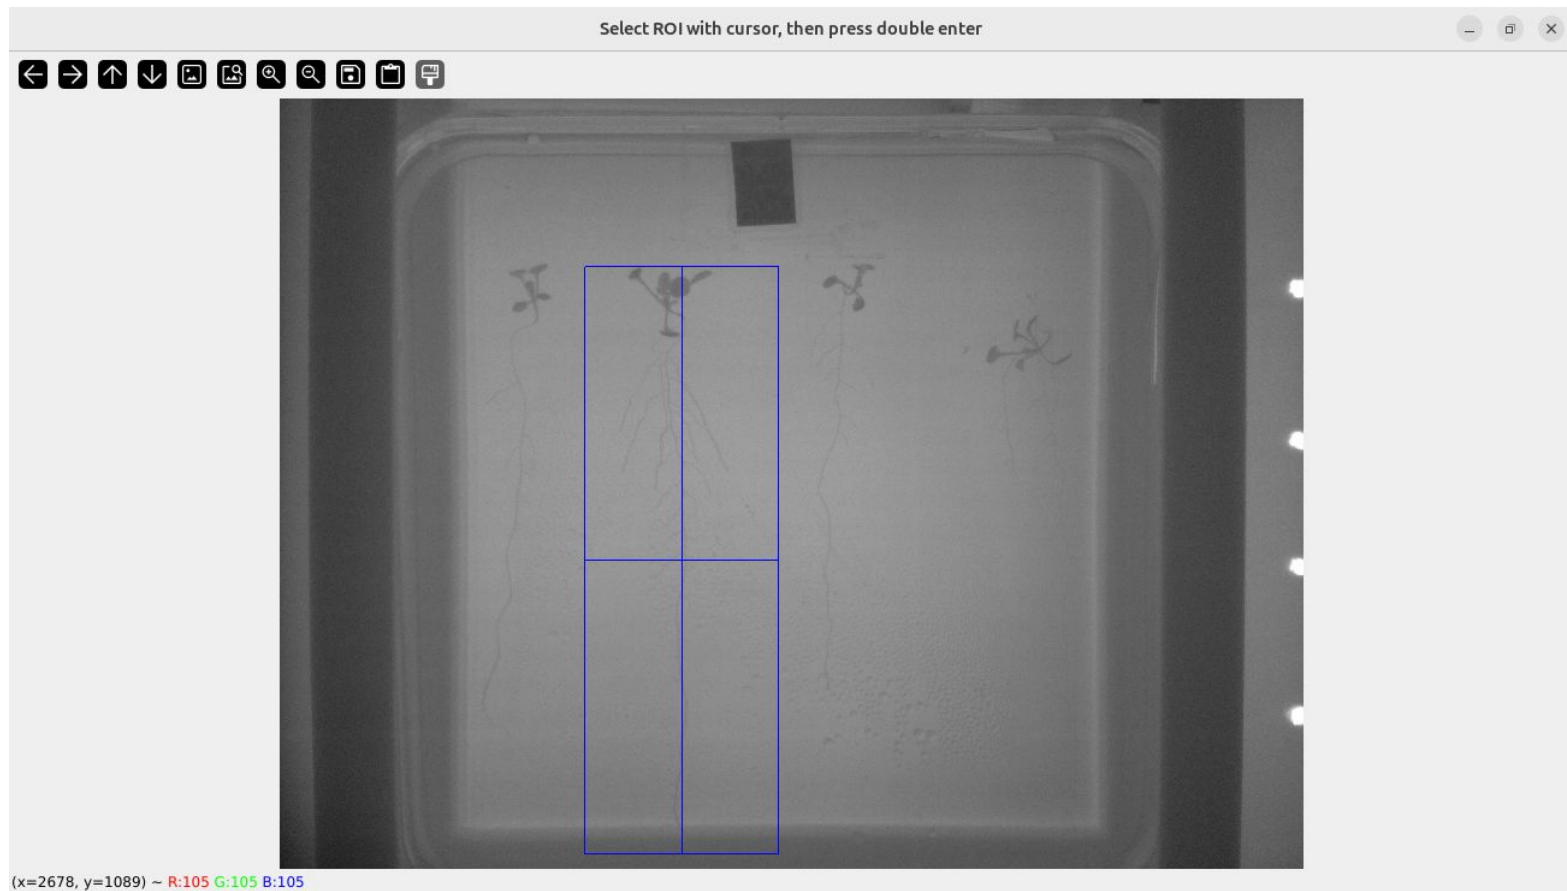 Select ROI with cursor, then press double enter
(x=2678, y=1089) ~ R:105 G:105 B:105